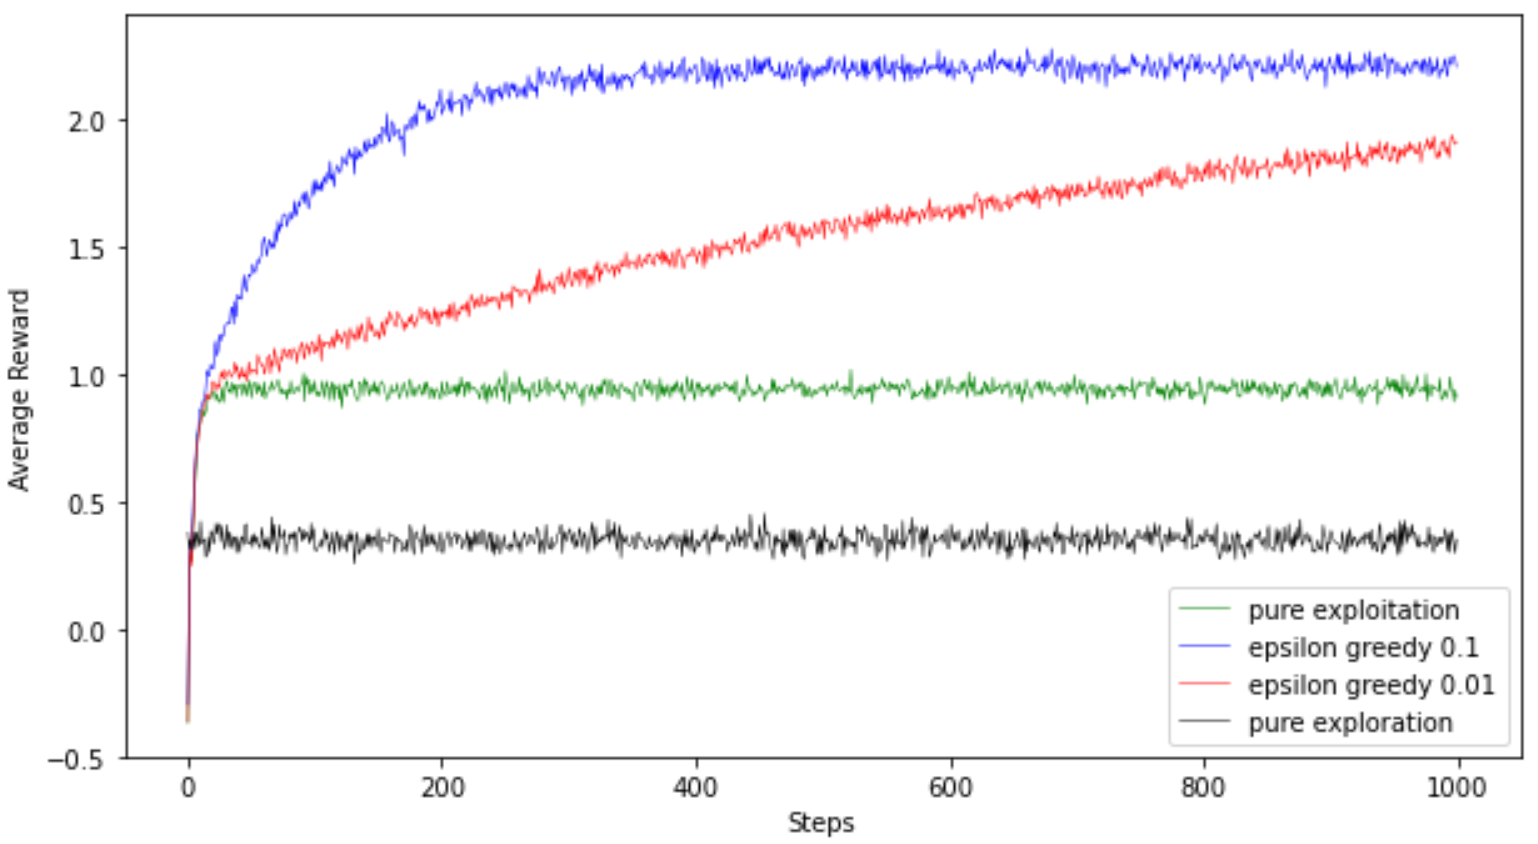 Average Reward
2.0
1.5
1.0
0.5
0.0
−0.5
0 200 400 600 800 1000
Steps
pure exploitation
epsilon greedy 0.1
epsilon greedy 0.01
pure exploration